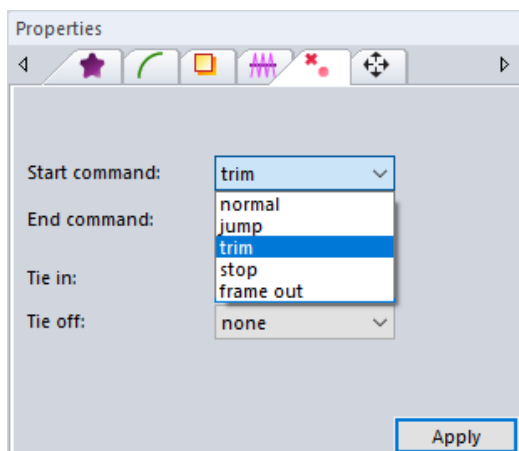 Properties
Start command:
trim
normal
End command:
jump
trim
stop
Tie in:
frame out
Tie off:
none
Apply